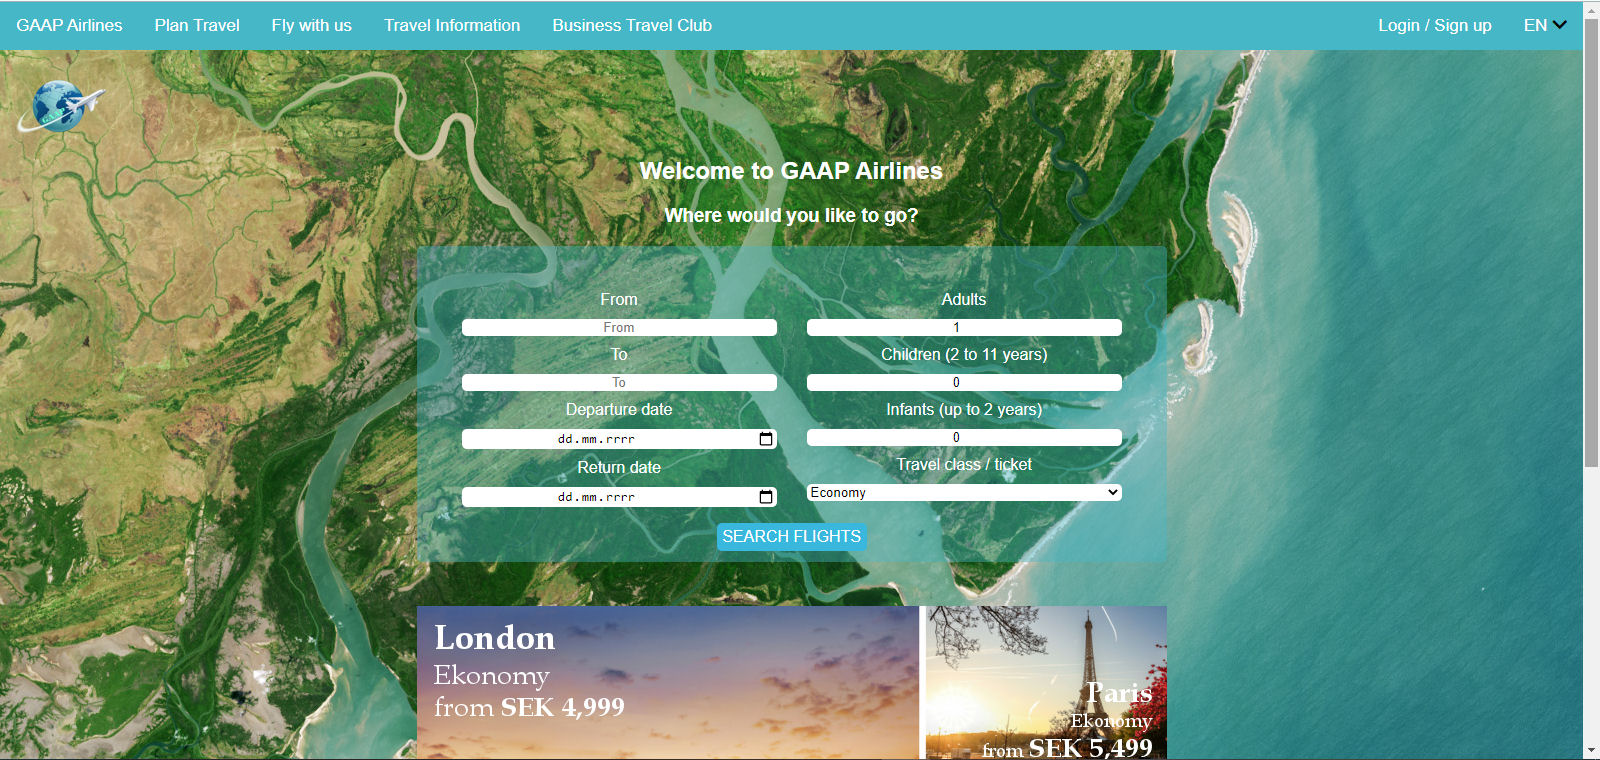 GAAP Airlines Plan Travel Fly with us Travel Information Business Travel Club Login / Sign up EN
Welcome to GAAP Airlines
Where would you like to go?
From
From
To
To
Departure date
dd.mm.rrrr
Return date
dd.mm.rrrr
Adults
1
Children (2 to 11 years)
0
Infants (up to 2 years)
0
Travel class / ticket
Economy
SEARCH FLIGHTS
London
Ekonomy
from SEK 4,999
Paris
Ekonomy
from SEK 5,499